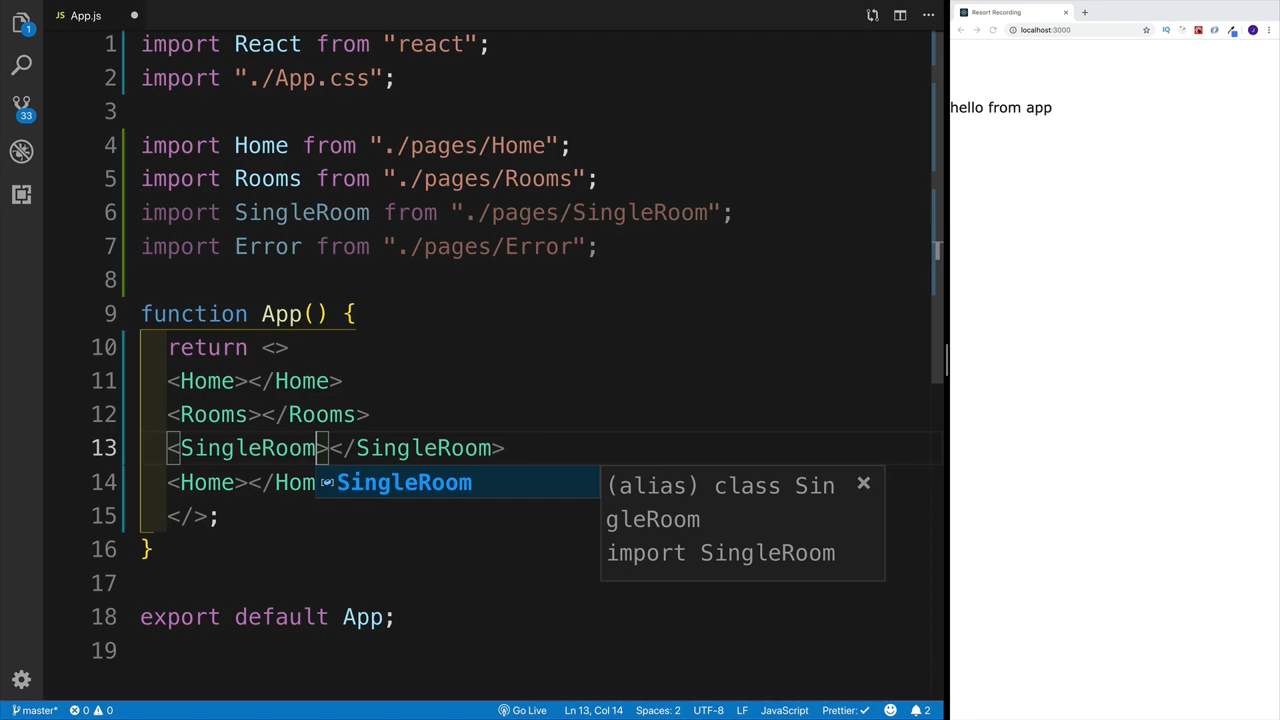 App.js
1 import React from "react";
2 import "./App.css";
3
4 import Home from "./pages/Home";
5 import Rooms from "./pages/Rooms";
6 import SingleRoom from "./pages/SingleRoom";
7 import Error from "./pages/Error";
8
9 function App() {
10 return <>
11 <Home></Home>
12 <Rooms></Rooms>
13 <SingleRoom></SingleRoom>
14 <Home></Hom
SingleRoom
(alias) class Sin
gleRoom
import SingleRoom
15 </>;
16 }
17
18 export default App;
19
1
33
master*
0
0
Go Live
Ln 13, Col 14
Spaces: 2
UTF-8
LF
JavaScript
Prettier: ✓
2
Resort Recording
localhost:3000
IQ
J
hello from app